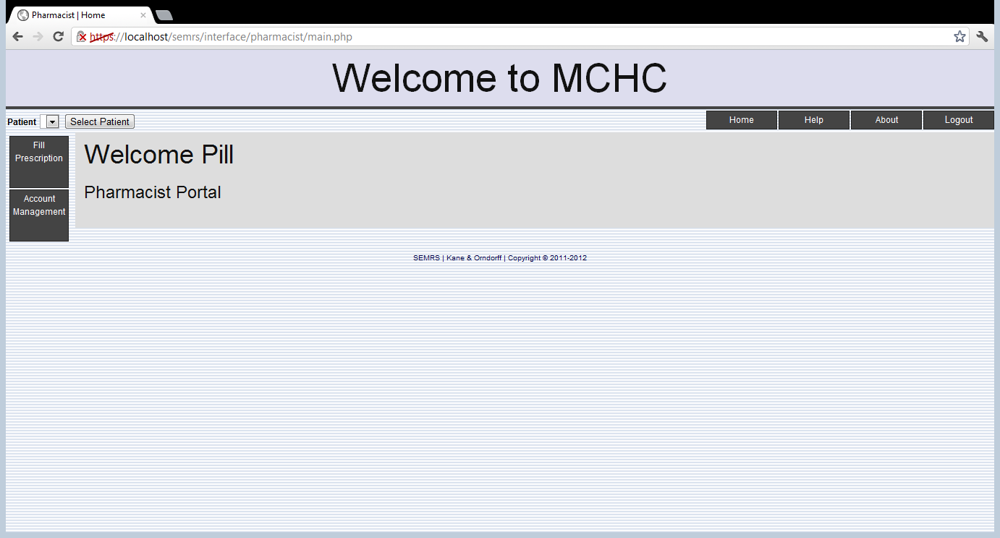 Pharmacist | Home
https://localhost/semrs/interface/pharmacist/main.php
Welcome to MCHC
Patient Select Patient Home Help About Logout
Fill
Prescription
Account
Management
Welcome Pill
Pharmacist Portal
SEMRS | Kane & Orndorff | Copyright © 2011-2012